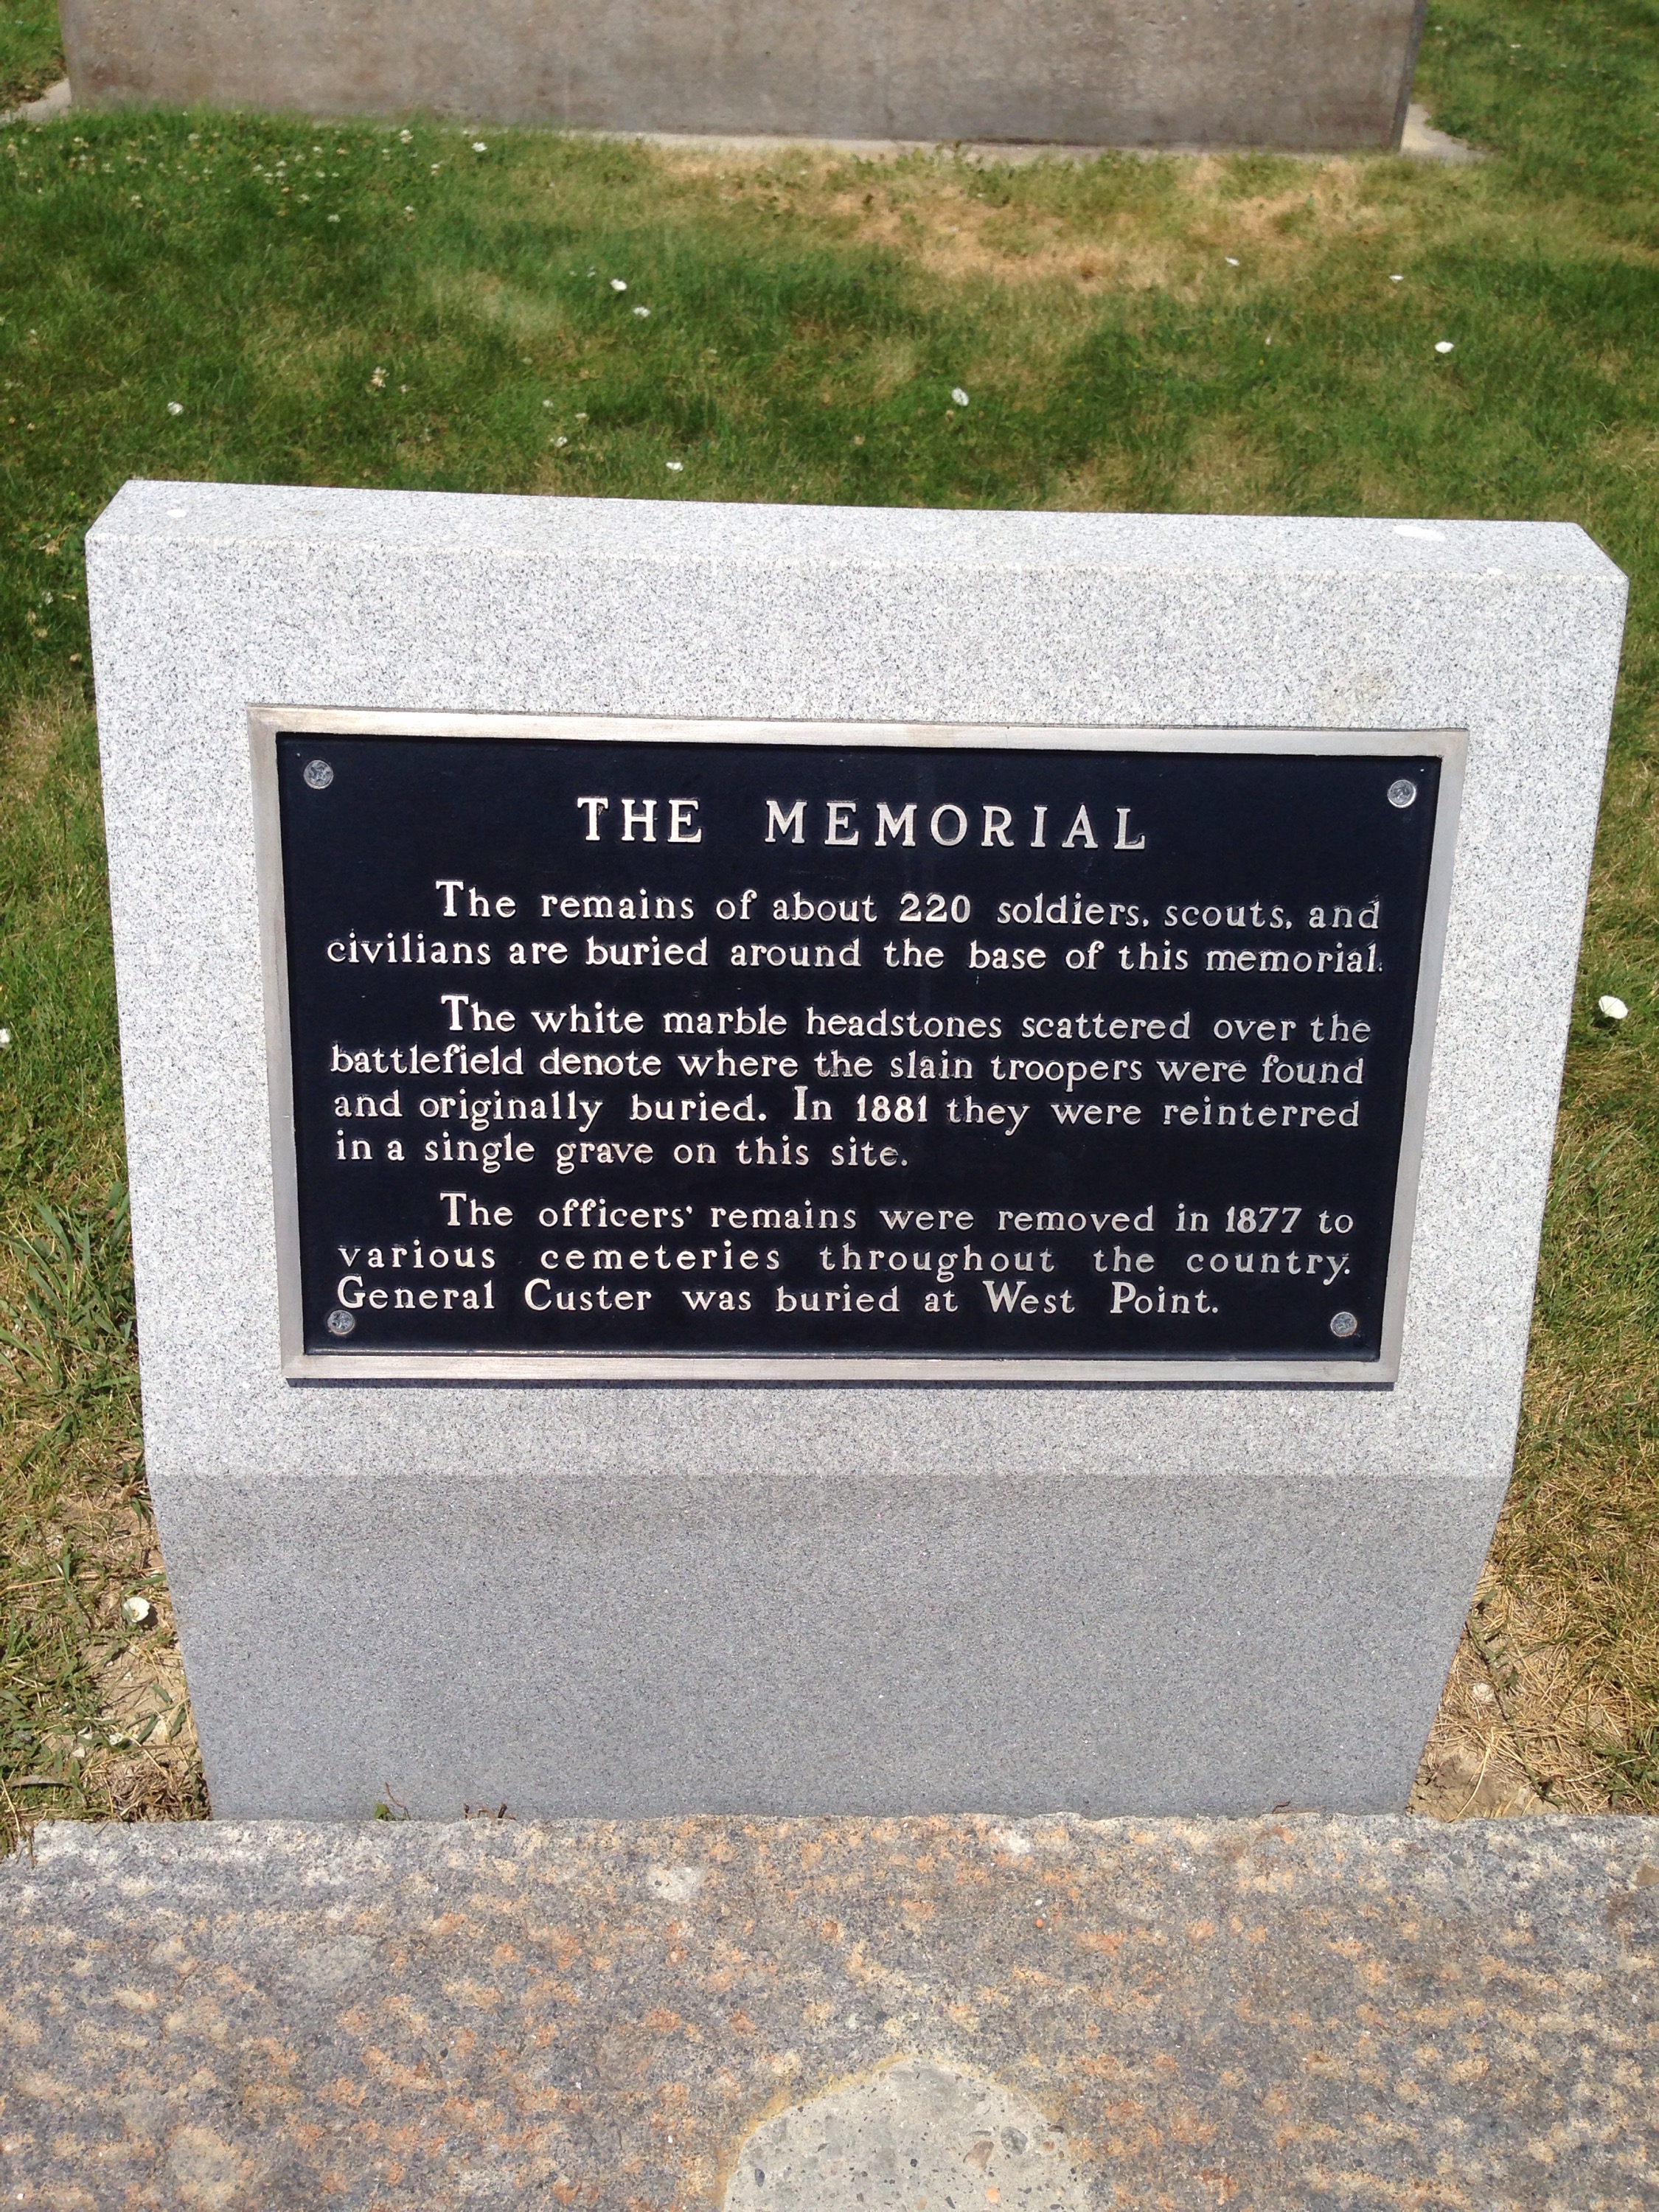 THE MEMORIAL
The remains of about 220 soldiers, scouts, and
civilians are buried around the base of this memorial.
The white marble headstones scattered over the
battlefield denote where the slain troopers were found
and originally buried. In 1881 they were reinterred
in a single grave on this site.
The officers' remains were removed in 1877 to
various cemeteries throughout the country.
General Custer was buried at West Point.